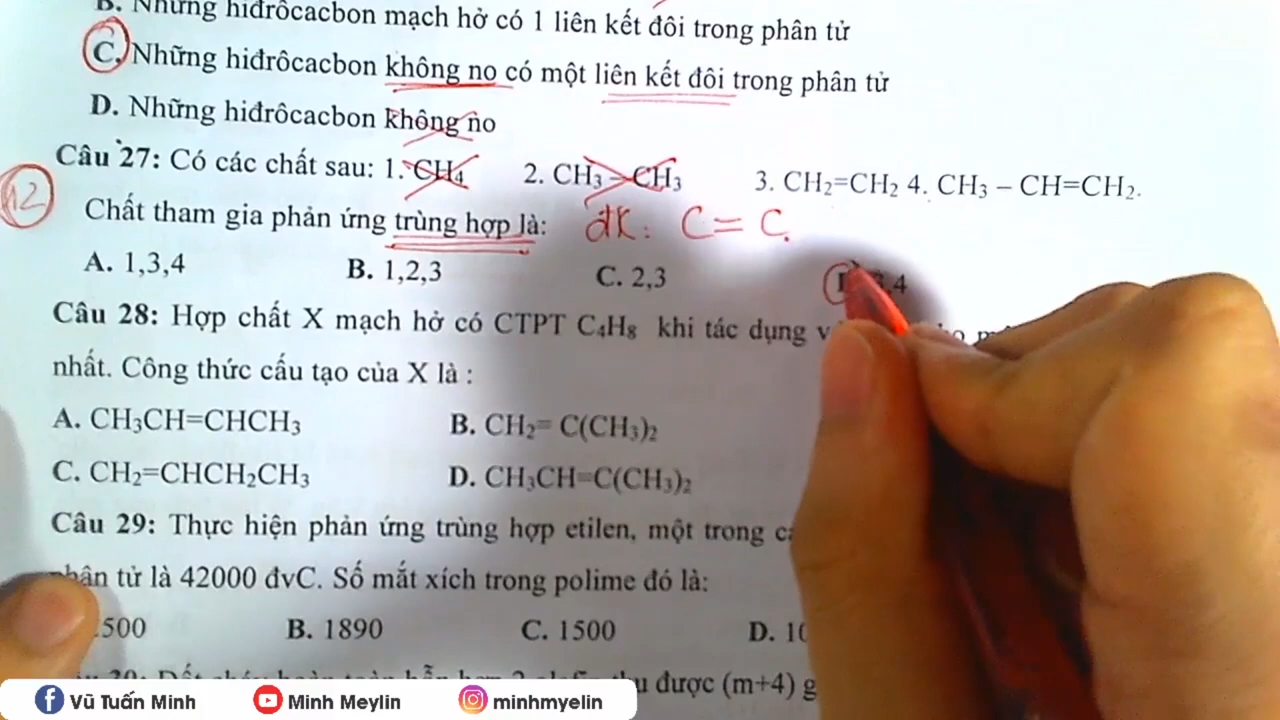 B. Những hiđrôcacbon mạch hở có 1 liên kết đôi trong phân tử
C. Những hiđrôcacbon không no có một liên kết đôi trong phân tử
D. Những hiđrôcacbon không no
Câu 27: Có các chất sau: 1. CH₄ 2. CH₃ – CH₃ 3. CH₂=CH₂ 4. CH₃ – CH=CH₂.
Chất tham gia phản ứng trùng hợp là: đk: C = C.
A. 1,3,4 B. 1,2,3 C. 2,3 ,4
Câu 28: Hợp chất X mạch hở có CTPT C₄H₈ khi tác dụng
nhất. Công thức cấu tạo của X là :
A. CH₃CH=CHCH₃ B. CH₂= C(CH₃)₂
C. CH₂=CHCH₂CH₃ D. CH₃CH=C(CH₃)₂
Câu 29: Thực hiện phản ứng trùng hợp etilen, một trong
phân tử là 42000 đvC. Số mắt xích trong polime đó là:
500 B. 1890 C. 1500 D.
được (m+4) g
Vũ Tuấn Minh Minh Meylin minhmyelin